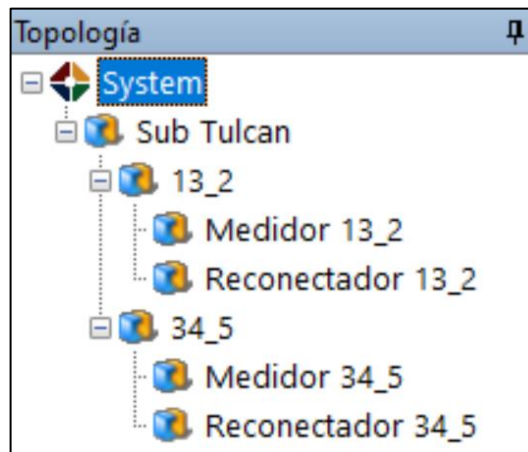 Topología
System
Sub Tulcan
13_2
Medidor 13_2
Reconectador 13_2
34_5
Medidor 34_5
Reconectador 34_5